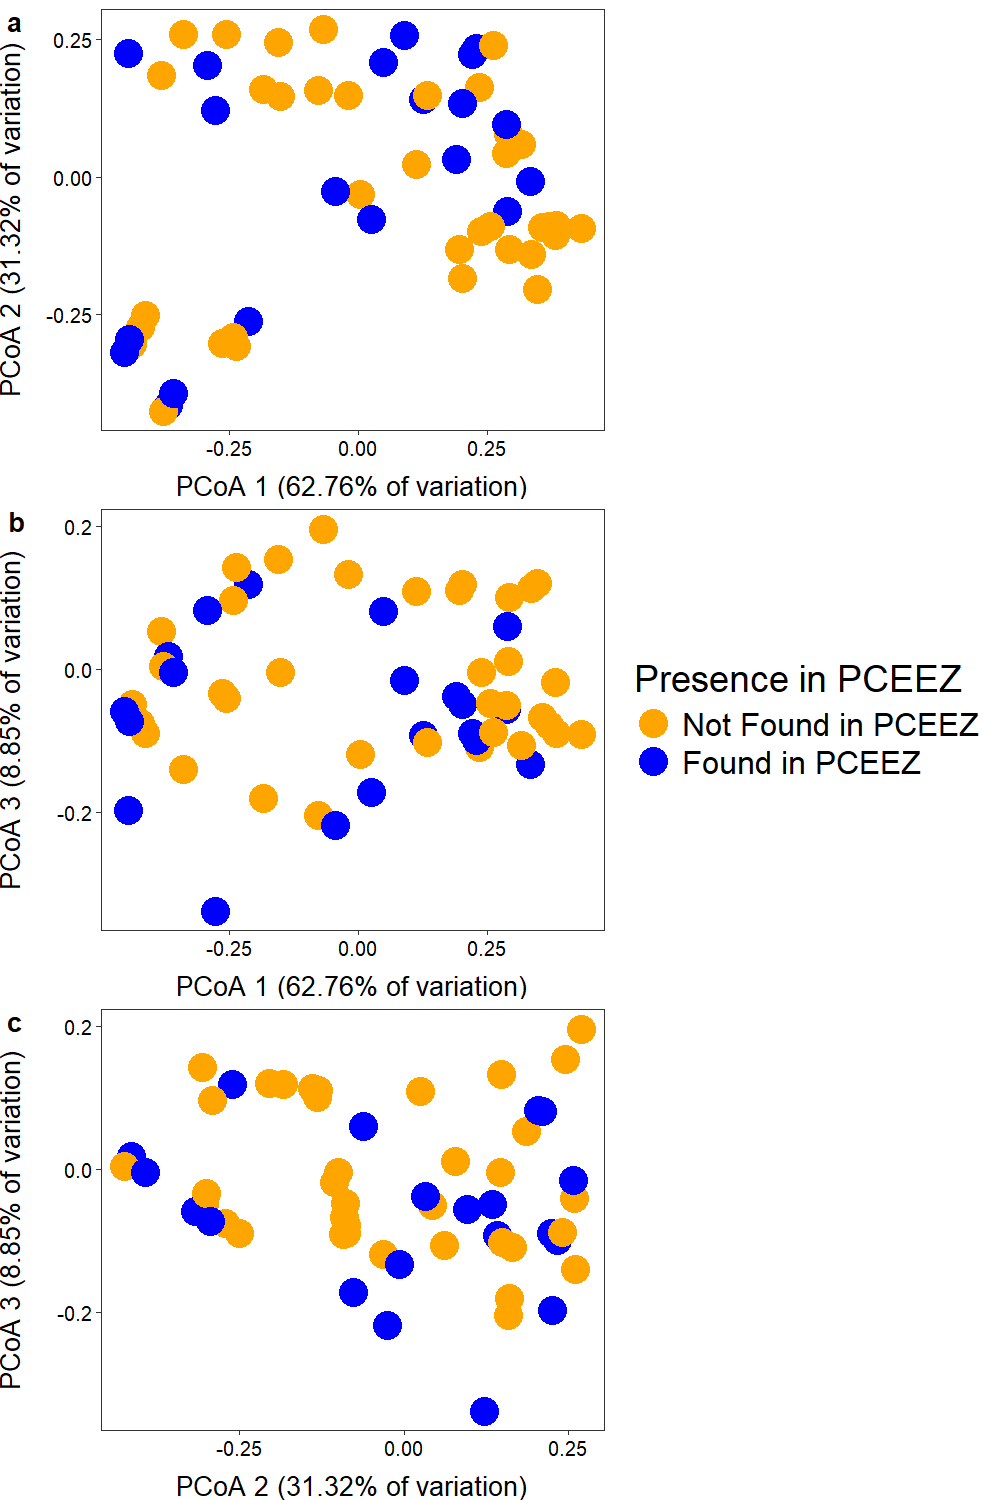 a
0.25
0.00
-0.25
PCoA 2 (31.32% of variation)
-0.25 0.00 0.25
PCoA 1 (62.76% of variation)
b
0.2
0.0
-0.2
PCoA 3 (8.85% of variation)
-0.25 0.00 0.25
PCoA 1 (62.76% of variation)
Presence in PCEEZ
Not Found in PCEEZ
Found in PCEEZ
c
0.2
0.0
-0.2
PCoA 3 (8.85% of variation)
-0.25 0.00 0.25
PCoA 2 (31.32% of variation)